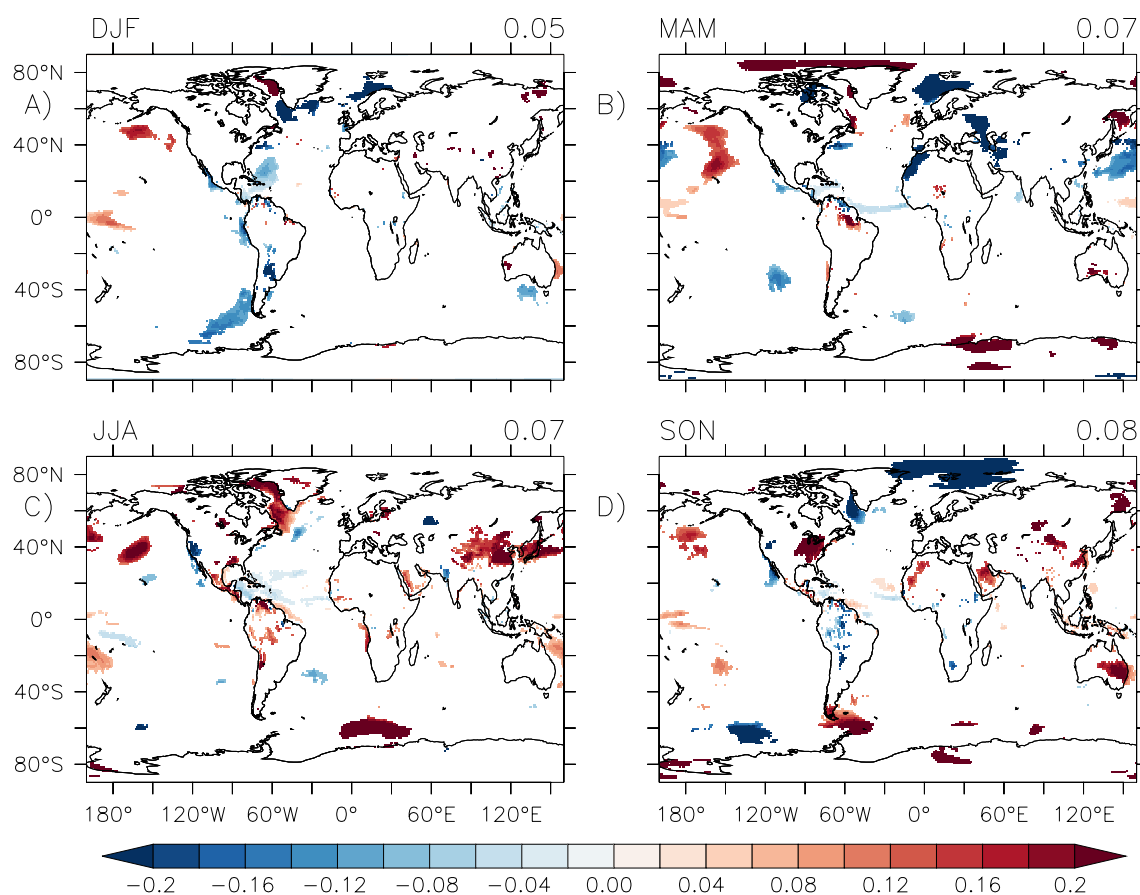 DJF 0.05
MAM 0.07
80°N
A)
B)
40°N
0°
40°S
80°S
JJA 0.07
SON 0.08
80°N
C)
D)
40°N
0°
40°S
80°S
180° 120°W 60°W 0° 60°E 120°E
180° 120°W 60°W 0° 60°E 120°E
−0.2 −0.16 −0.12 −0.08 −0.04 0.00 0.04 0.08 0.12 0.16 0.2